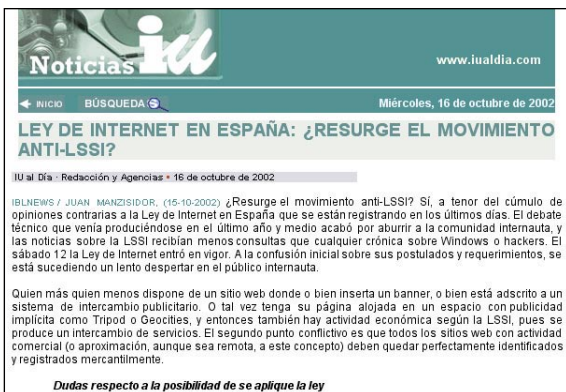 Noticias iu
www.iualdia.com
INICIO BÚSQUEDA Miércoles, 16 de octubre de 2002
LEY DE INTERNET EN ESPAÑA: ¿RESURGE EL MOVIMIENTO
ANTI-LSSI?
IU al Día · Redacción y Agencias • 16 de octubre de 2002
IBLNEWS / JUAN MANZISIDOR, (15-10-2002) ¿Resurge el movimiento anti-LSSI? Sí, a tenor del cúmulo de
opiniones contrarias a la Ley de Internet en España que se están registrando en los últimos días. El debate
técnico que venía produciéndose en el último año y medio acabó por aburrir a la comunidad internauta, y
las noticias sobre la LSSI recibían menos consultas que cualquier crónica sobre Windows o hackers. El
sábado 12 la Ley de Internet entró en vigor. A la confusión inicial sobre sus postulados y requerimientos, se
está sucediendo un lento despertar en el público internauta.
Quien más quien menos dispone de un sitio web donde o bien inserta un banner, o bien está adscrito a un
sistema de intercambio publicitario. O tal vez tenga su página alojada en un espacio con publicidad
implícita como Tripod o Geocities, y entonces también hay actividad económica según la LSSI, pues se
produce un intercambio de servicios. El segundo punto conflictivo es que todos los sitios web con actividad
comercial (o aproximación, aunque sea remota, a este concepto) deben quedar perfectamente identificados
y registrados mercantilmente.
Dudas respecto a la posibilidad de se aplique la ley